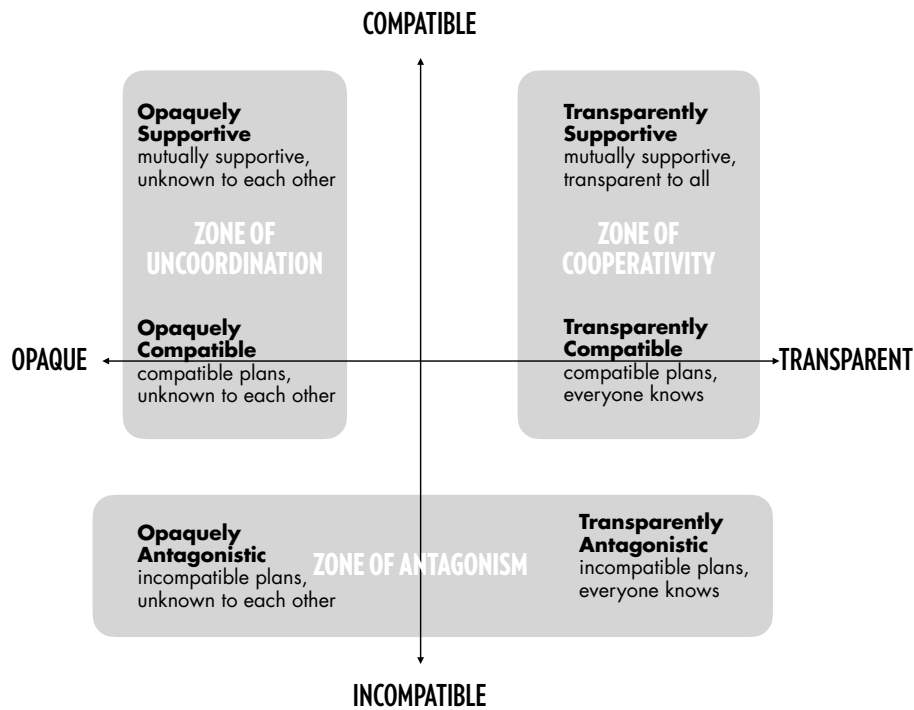 COMPATIBLE
Opaquely
Supportive
mutually supportive,
unknown to each other
Transparently
Supportive
mutually supportive,
transparent to all
ZONE OF
UNCOORDINATION
ZONE OF
COOPERATIVITY
Opaquely
Compatible
compatible plans,
unknown to each other
Transparently
Compatible
compatible plans,
everyone knows
OPAQUE
TRANSPARENT
Opaquely
Antagonistic
incompatible plans,
unknown to each other
ZONE OF ANTAGONISM
Transparently
Antagonistic
incompatible plans,
everyone knows
INCOMPATIBLE